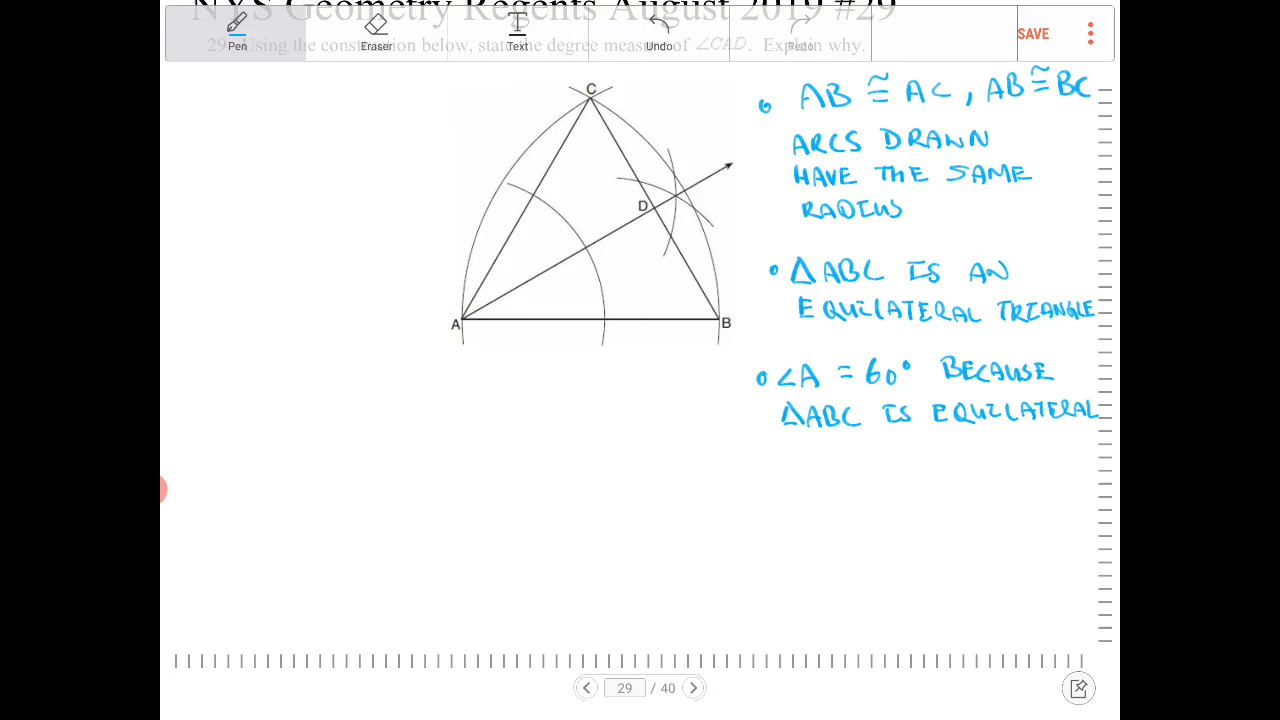 NYS Geometry Regents August 2019 #29
Pen
Eraser
Text
Undo
Redo
SAVE
29 Using the construction below, state the degree measure of ∠CAD. Explain why.
C
D
A
B
• AB ≅ AC, AB ≅ BC
ARCS DRAWN
HAVE THE SAME
RADIUS
• △ABC IS AN
EQUILATERAL TRIANGLE
• ∠A = 60° BECAUSE
△ABC IS EQUILATERAL
29 / 40